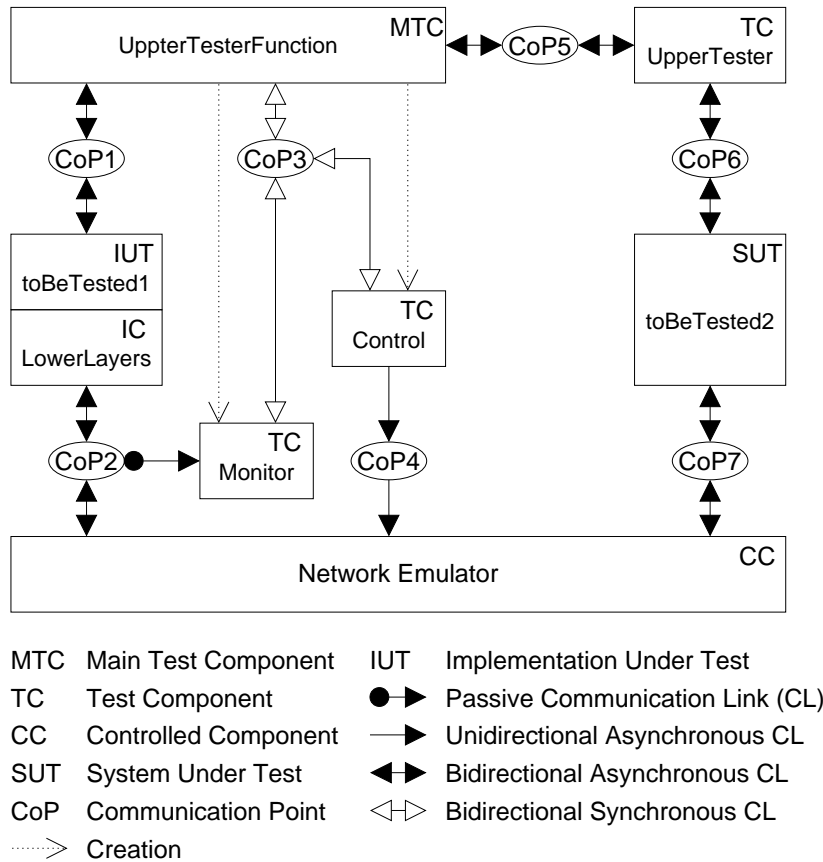 MTC
UppterTesterFunction
CoP5
TC
UpperTester
CoP1
CoP3
CoP6
IUT
toBeTested1
IC
LowerLayers
TC
Control
SUT
toBeTested2
CoP2
TC
Monitor
CoP4
CoP7
CC
Network Emulator
MTC Main Test Component IUT Implementation Under Test
TC Test Component Passive Communication Link (CL)
CC Controlled Component Unidirectional Asynchronous CL
SUT System Under Test Bidirectional Asynchronous CL
CoP Communication Point Bidirectional Synchronous CL
Creation